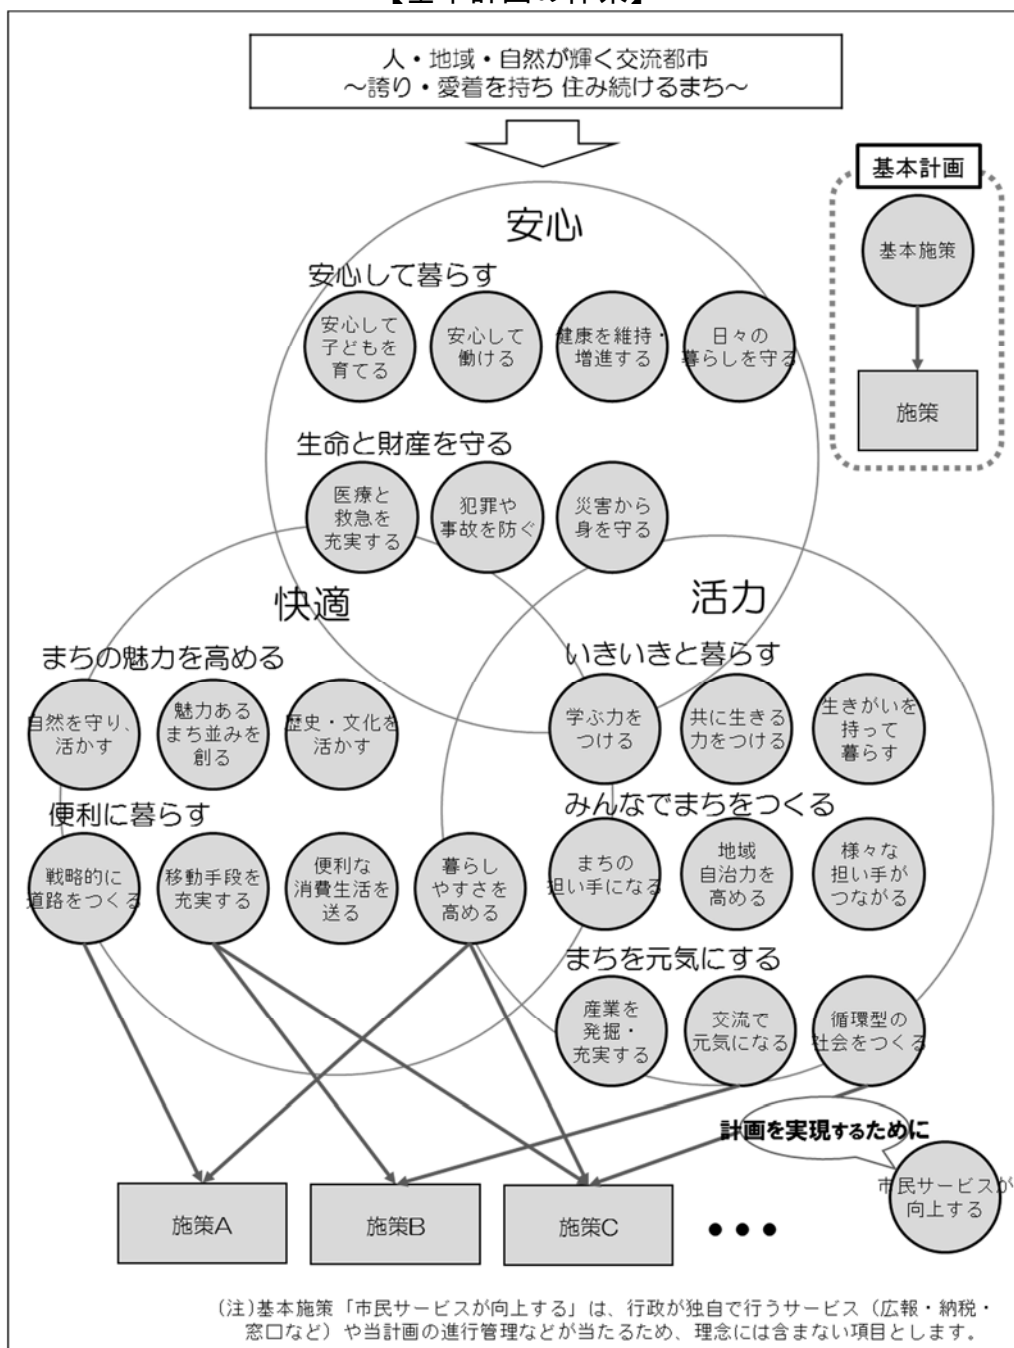 【基本計画の体系】
人・地域・自然が輝く交流都市
～誇り・愛着を持ち 住み続けるまち～
基本計画
基本施策
施策
安心
安心して暮らす
安心して
子どもを
育てる
安心して
働ける
健康を維持・
増進する
日々の
暮らしを守る
生命と財産を守る
医療と
救急を
充実する
犯罪や
事故を防ぐ
災害から
身を守る
快適
まちの魅力を高める
自然を守り、
活かす
魅力ある
まち並みを
創る
歴史・文化を
活かす
便利に暮らす
戦略的に
道路をつくる
移動手段を
充実する
便利な
消費生活を
送る
暮らし
やすさを
高める
活力
いきいきと暮らす
学ぶ力を
つける
共に生きる
力をつける
生きがいを
持って
暮らす
みんなでまちをつくる
まちの
担い手になる
地域
自治力を
高める
様々な
担い手が
つながる
まちを元気にする
産業を
発掘・
充実する
交流で
元気になる
循環型の
社会をつくる
計画を実現するために
市民サービスが
向上する
施策A
施策B
施策C
●●●
(注)基本施策「市民サービスが向上する」は、行政が独自で行うサービス（広報・納税・
窓口など）や当計画の進行管理などが当たるため、理念には含まない項目とします。